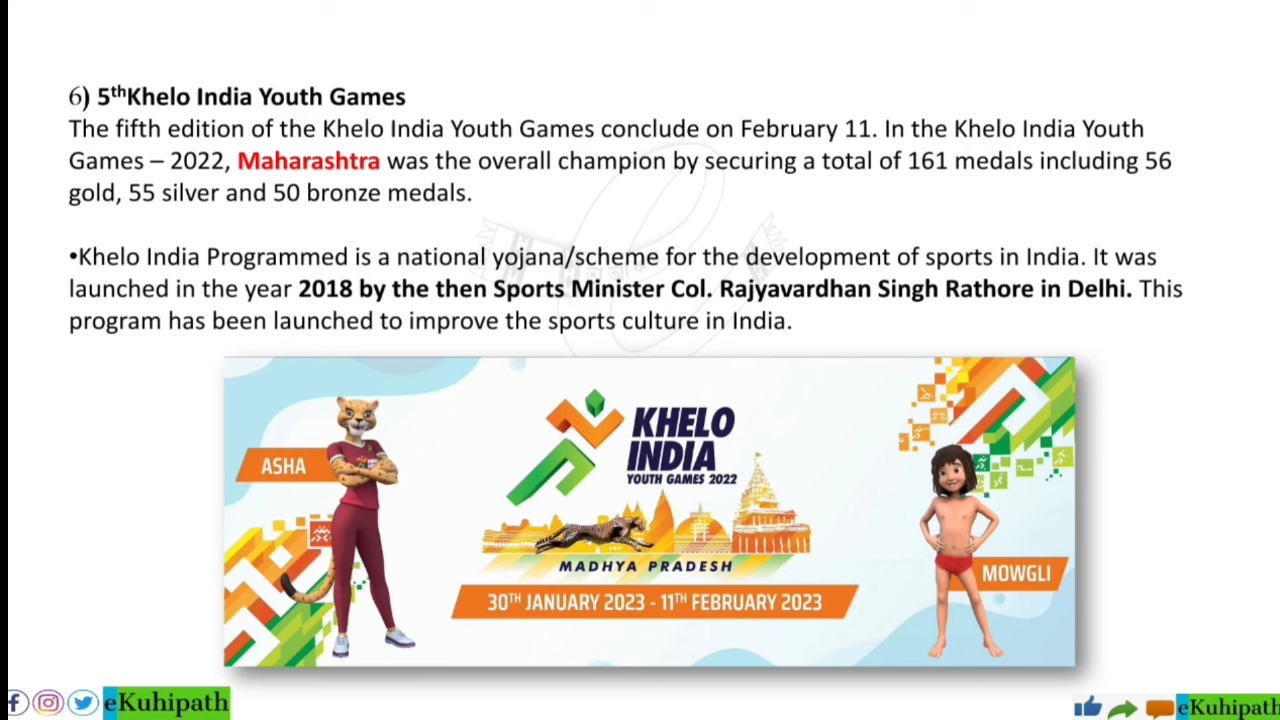 6) 5thKhelo India Youth Games
The fifth edition of the Khelo India Youth Games conclude on February 11. In the Khelo India Youth
Games – 2022, Maharashtra was the overall champion by securing a total of 161 medals including 56
gold, 55 silver and 50 bronze medals.
•Khelo India Programmed is a national yojana/scheme for the development of sports in India. It was
launched in the year 2018 by the then Sports Minister Col. Rajyavardhan Singh Rathore in Delhi. This
program has been launched to improve the sports culture in India.
ASHA
KHELO
INDIA
YOUTH GAMES 2022
MADHYA PRADESH
30TH JANUARY 2023 - 11TH FEBRUARY 2023
MOWGLI
eKuhipath
eKuhipath